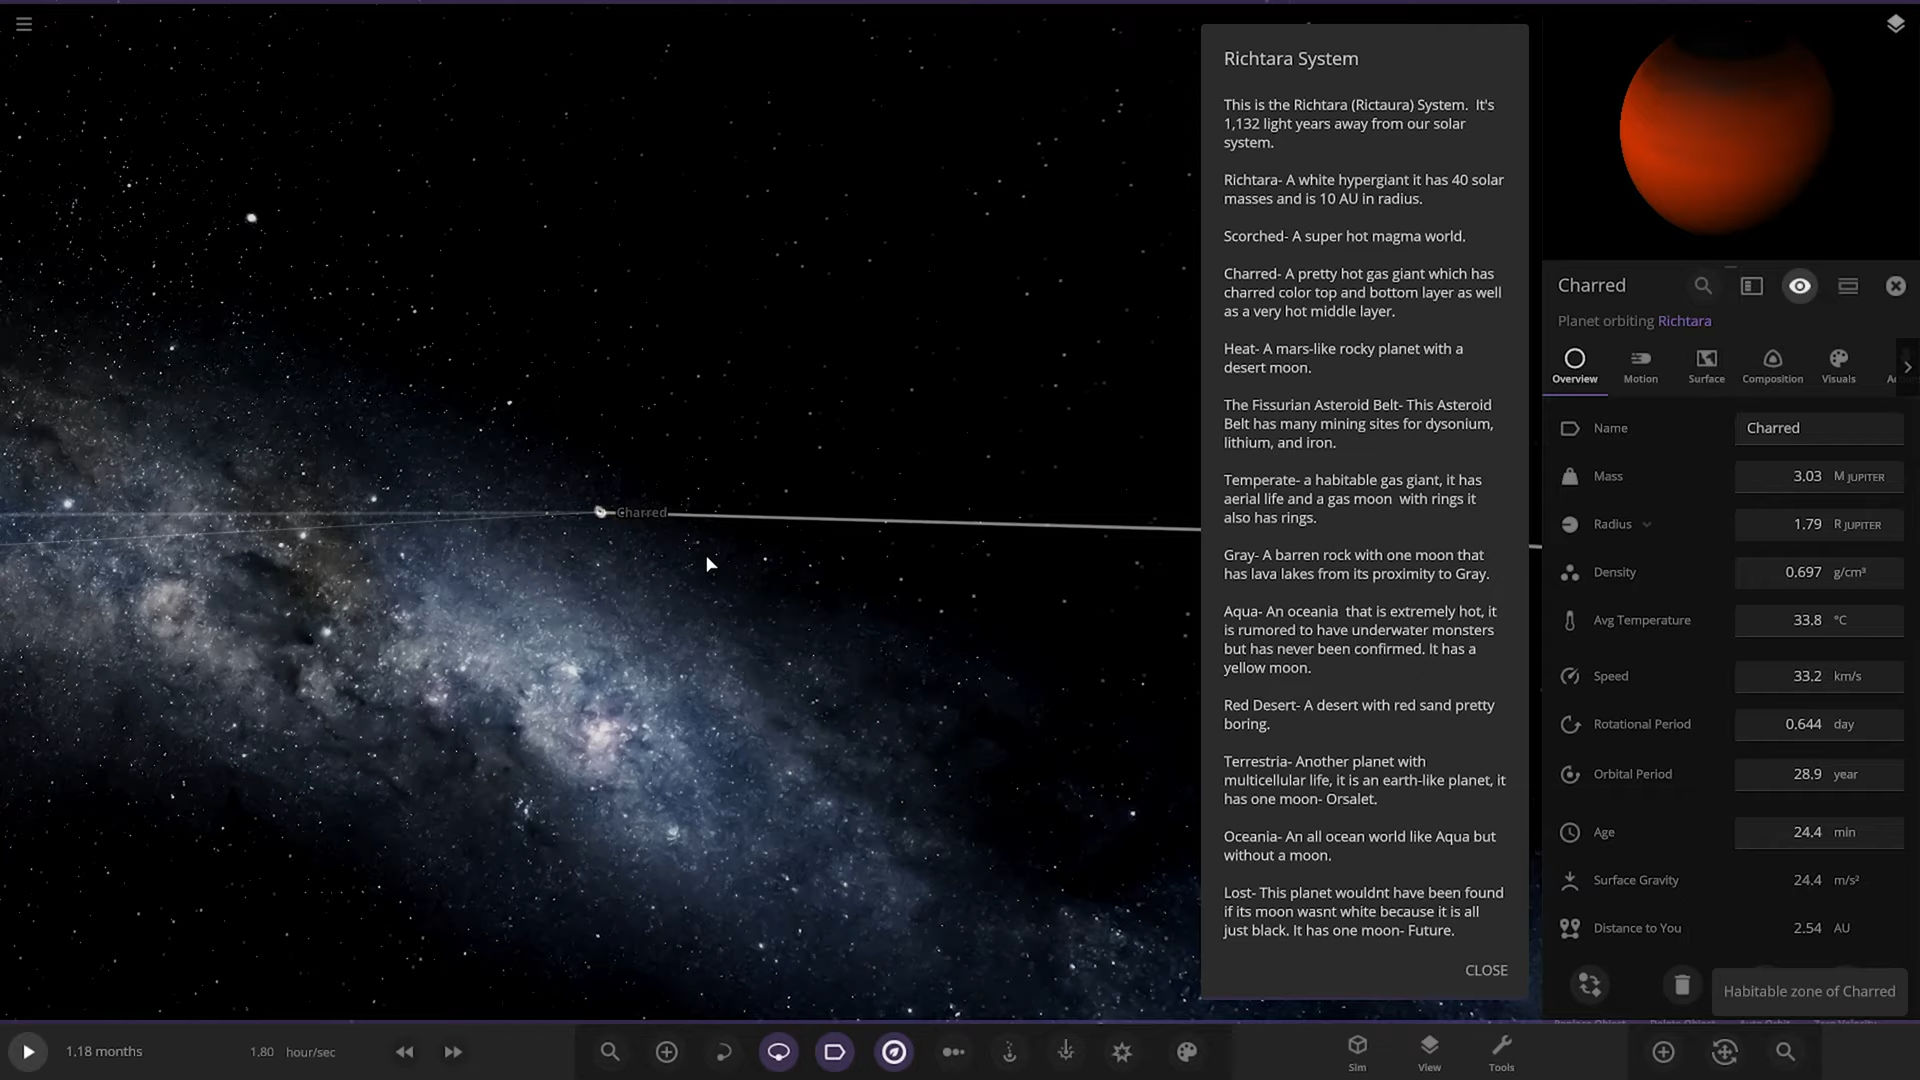 Richtara System
This is the Richtara (Rictaura) System.  It's
1,132 light years away from our solar
system.
Richtara- A white hypergiant it has 40 solar
masses and is 10 AU in radius.
Scorched- A super hot magma world.
Charred- A pretty hot gas giant which has
charred color top and bottom layer as well
as a very hot middle layer.
Heat- A mars-like rocky planet with a
desert moon.
The Fissurian Asteroid Belt- This Asteroid
Belt has many mining sites for dysonium,
lithium, and iron.
Temperate- a habitable gas giant, it has
aerial life and a gas moon  with rings it
also has rings.
Gray- A barren rock with one moon that
has lava lakes from its proximity to Gray.
Aqua- An oceania  that is extremely hot, it
is rumored to have underwater monsters
but has never been confirmed. It has a
yellow moon.
Red Desert- A desert with red sand pretty
boring.
Terrestria- Another planet with
multicellular life, it is an earth-like planet, it
has one moon- Orsalet.
Oceania- An all ocean world like Aqua but
without a moon.
Lost- This planet wouldnt have been found
if its moon wasnt white because it is all
just black. It has one moon- Future.
CLOSE
Charred
Charred
Planet orbiting Richtara
Overview Motion Surface Composition Visuals
Name Charred
Mass 3.03 M JUPITER
Radius 1.79 R JUPITER
Density 0.697 g/cm³
Avg Temperature 33.8 °C
Speed 33.2 km/s
Rotational Period 0.644 day
Orbital Period 28.9 year
Age 24.4 min
Surface Gravity 24.4 m/s²
Distance to You 2.54 AU
Habitable zone of Charred
1.18 months 1.80 hour/sec Sim View Tools